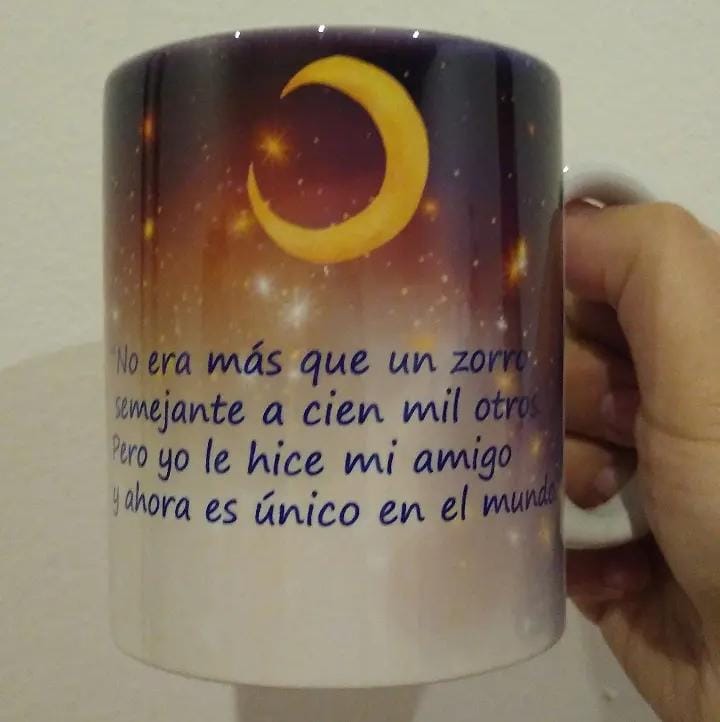 "No era más que un zorro
semejante a cien mil otros.
Pero yo le hice mi amigo
y ahora es único en el mundo